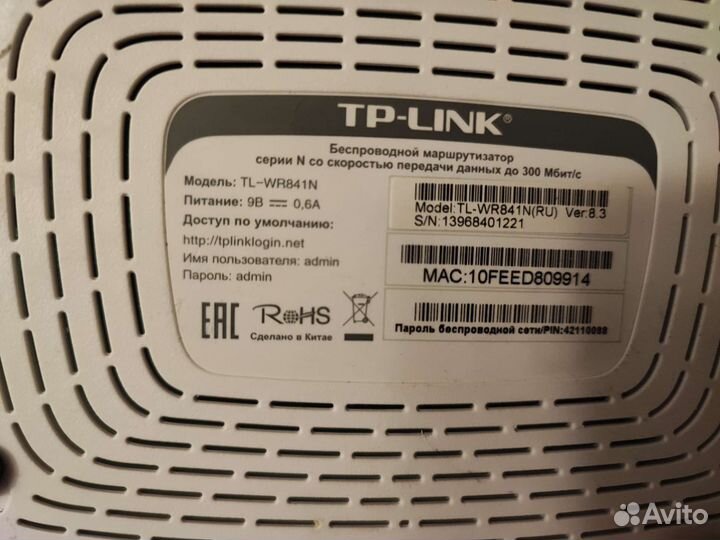 TP-LINK®
Беспроводной маршрутизатор
серии N со скоростью передачи данных до 300 Мбит/с
Модель: TL-WR841N
Питание: 9В 0,6А
Доступ по умолчанию:
http://tplinklogin.net
Имя пользователя: admin
Пароль: admin
EAC RoHS
Сделано в Китае
Model:TL-WR841N(RU) Ver:8.3
S/N:13968401221
MAC:10FEED809914
Пароль беспроводной сети/PIN:42110088
Avito